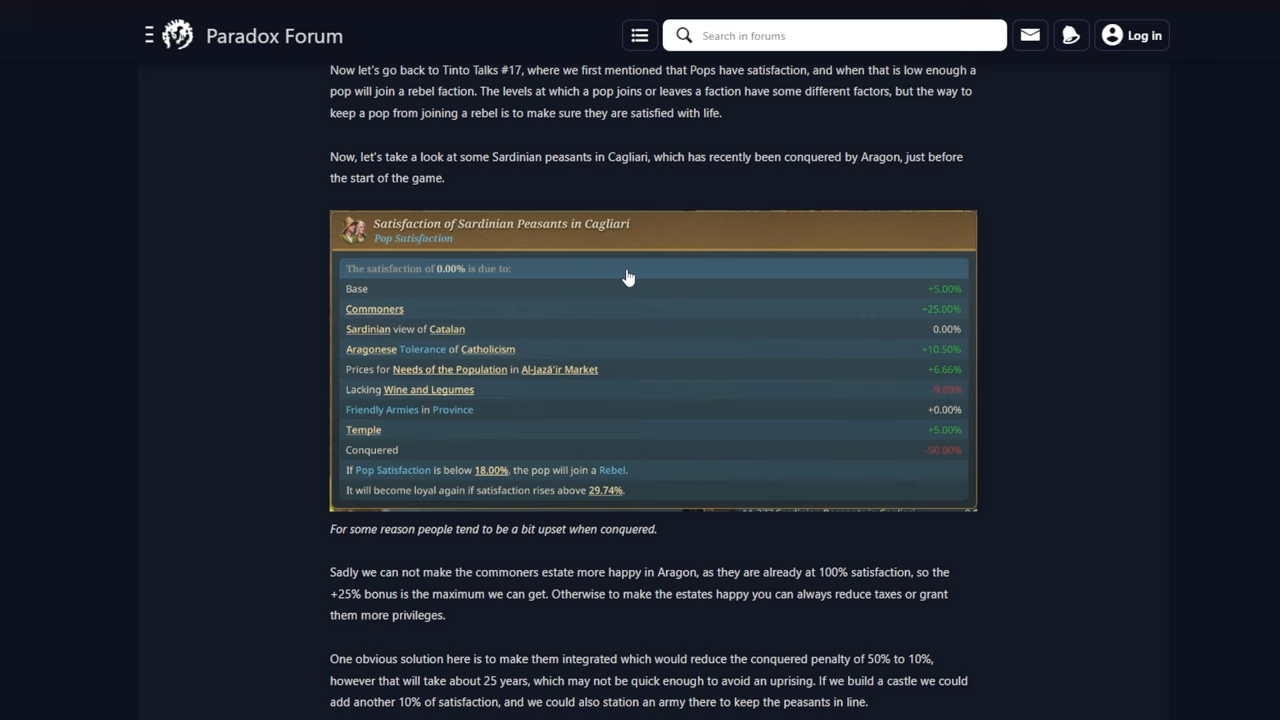 Paradox Forum
Search in forums
Log in
Now let's go back to Tinto Talks #17, where we first mentioned that Pops have satisfaction, and when that is low enough a
pop will join a rebel faction. The levels at which a pop joins or leaves a faction have some different factors, but the way to
keep a pop from joining a rebel is to make sure they are satisfied with life.
Now, let's take a look at some Sardinian peasants in Cagliari, which has recently been conquered by Aragon, just before
the start of the game.
Satisfaction of Sardinian Peasants in Cagliari
Pop Satisfaction
The satisfaction of 0.00% is due to:
Base +5.00%
Commoners +25.00%
Sardinian view of Catalan 0.00%
Aragonese Tolerance of Catholicism +10.50%
Prices for Needs of the Population in Al-Jazā'ir Market +6.66%
Lacking Wine and Legumes -9.09%
Friendly Armies in Province +0.00%
Temple +5.00%
Conquered -50.00%
If Pop Satisfaction is below 18.00%, the pop will join a Rebel.
It will become loyal again if satisfaction rises above 29.74%.
For some reason people tend to be a bit upset when conquered.
Sadly we can not make the commoners estate more happy in Aragon, as they are already at 100% satisfaction, so the
+25% bonus is the maximum we can get. Otherwise to make the estates happy you can always reduce taxes or grant
them more privileges.
One obvious solution here is to make them integrated which would reduce the conquered penalty of 50% to 10%,
however that will take about 25 years, which may not be quick enough to avoid an uprising. If we build a castle we could
add another 10% of satisfaction, and we could also station an army there to keep the peasants in line.